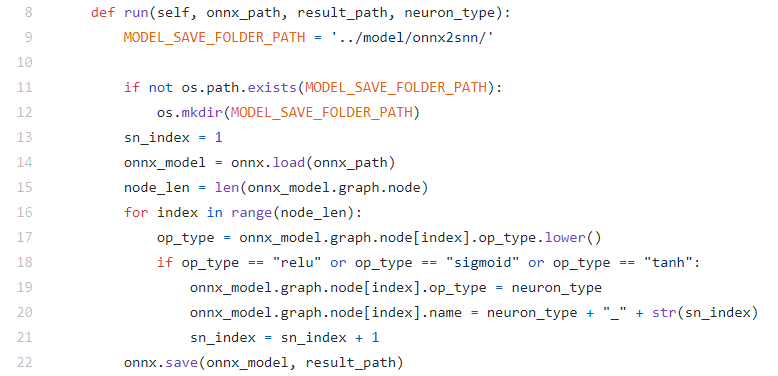 8 def run(self, onnx_path, result_path, neuron_type):
9 MODEL_SAVE_FOLDER_PATH = '../model/onnx2snn/'
10
11 if not os.path.exists(MODEL_SAVE_FOLDER_PATH):
12 os.mkdir(MODEL_SAVE_FOLDER_PATH)
13 sn_index = 1
14 onnx_model = onnx.load(onnx_path)
15 node_len = len(onnx_model.graph.node)
16 for index in range(node_len):
17 op_type = onnx_model.graph.node[index].op_type.lower()
18 if op_type == "relu" or op_type == "sigmoid" or op_type == "tanh":
19 onnx_model.graph.node[index].op_type = neuron_type
20 onnx_model.graph.node[index].name = neuron_type + "_" + str(sn_index)
21 sn_index = sn_index + 1
22 onnx.save(onnx_model, result_path)